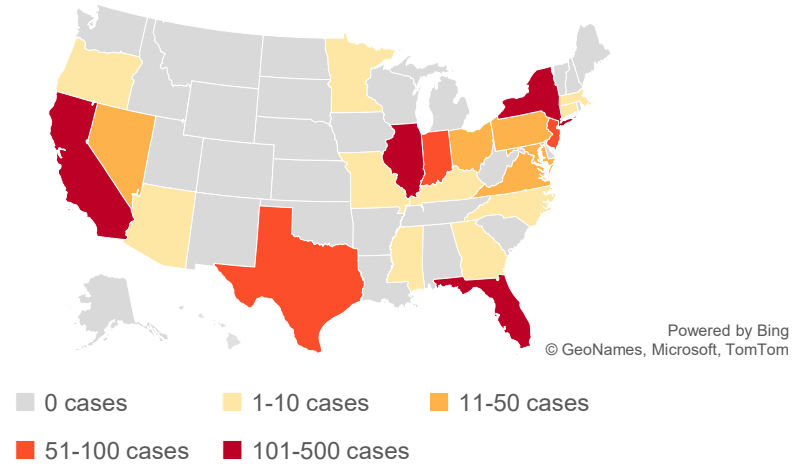 Powered by Bing
© GeoNames, Microsoft, TomTom
0 cases
1-10 cases
11-50 cases
51-100 cases
101-500 cases